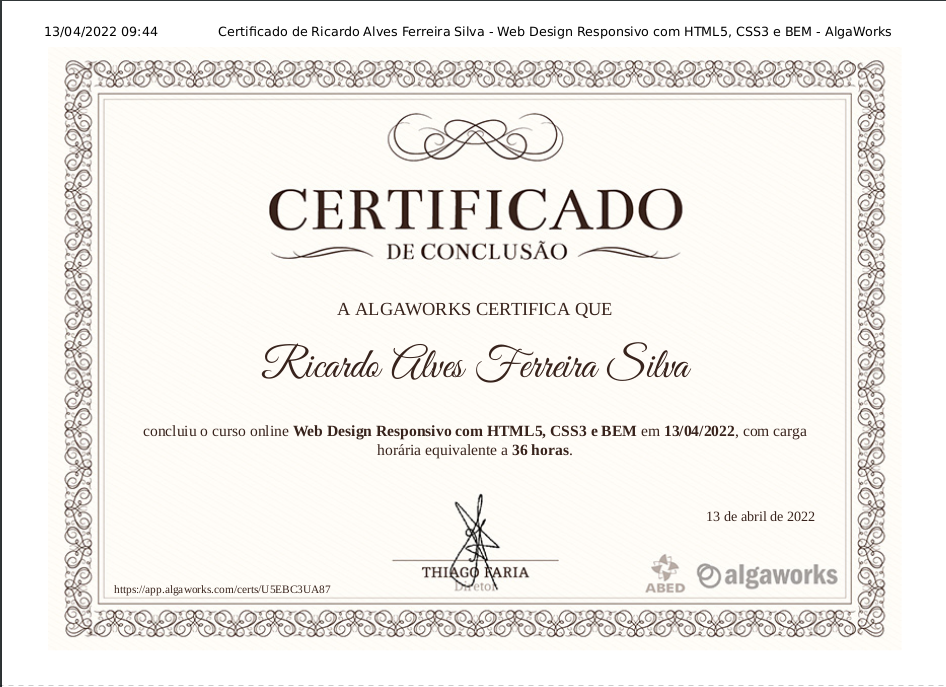 13/04/2022 09:44 Certificado de Ricardo Alves Ferreira Silva - Web Design Responsivo com HTML5, CSS3 e BEM - AlgaWorks
CERTIFICADO
DE CONCLUSÃO
A ALGAWORKS CERTIFICA QUE
Ricardo Alves Ferreira Silva
concluiu o curso online Web Design Responsivo com HTML5, CSS3 e BEM em 13/04/2022, com carga
horária equivalente a 36 horas.
13 de abril de 2022
THIAGO FARIA
Diretor
https://app.algaworks.com/certs/U5EBC3UA87
ABED
algaworks